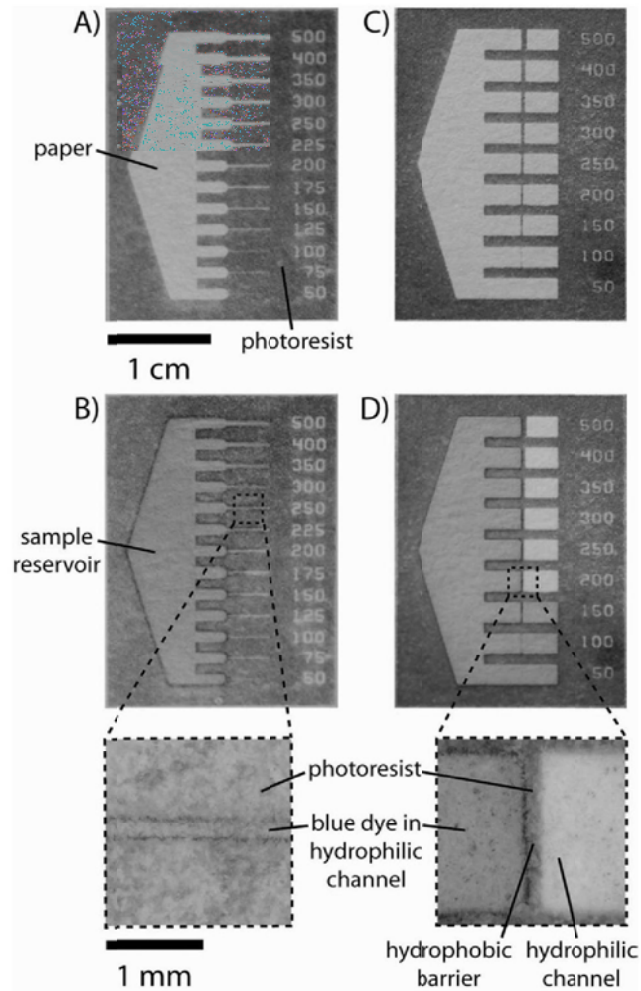 A)
500
400
350
300
250
225
200
175
150
125
100
75
50
paper
photoresist
1 cm
C)
500
400
350
300
250
200
150
100
50
B)
500
400
350
300
250
225
200
175
150
125
100
75
50
sample
reservoir
D)
500
400
350
300
250
200
150
100
50
photoresist
blue dye in
hydrophilic
channel
1 mm
hydrophobic
barrier
hydrophilic
channel